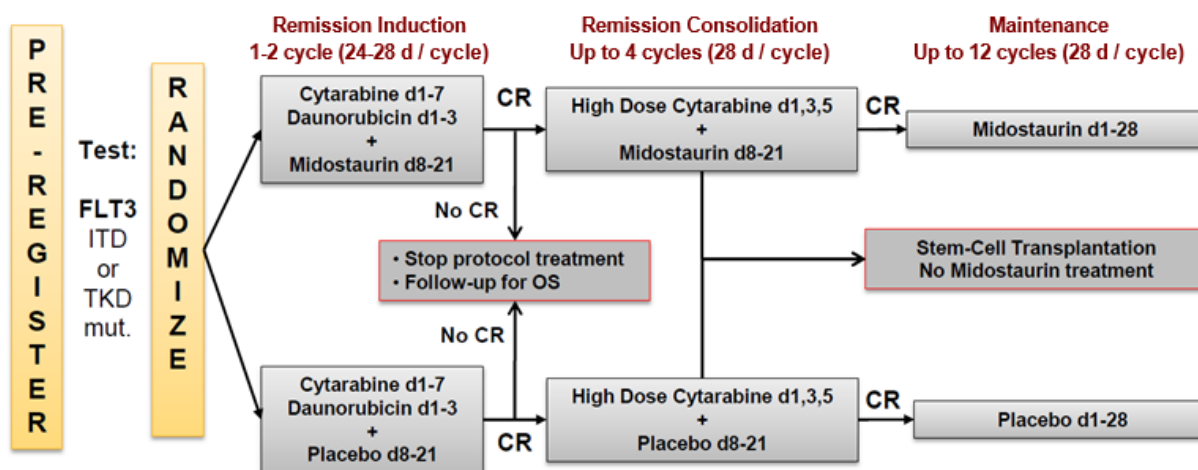 PRE-REGISTER
Test:
FLT3
ITD
or
TKD
mut.
RANDOMIZE
Remission Induction
1-2 cycle (24-28 d / cycle)
Remission Consolidation
Up to 4 cycles (28 d / cycle)
Maintenance
Up to 12 cycles (28 d / cycle)
Cytarabine d1-7
Daunorubicin d1-3
+
Midostaurin d8-21
CR
High Dose Cytarabine d1,3,5
+
Midostaurin d8-21
CR
Midostaurin d1-28
No CR
• Stop protocol treatment
• Follow-up for OS
Stem-Cell Transplantation
No Midostaurin treatment
No CR
Cytarabine d1-7
Daunorubicin d1-3
+
Placebo d8-21
CR
High Dose Cytarabine d1,3,5
+
Placebo d8-21
CR
Placebo d1-28